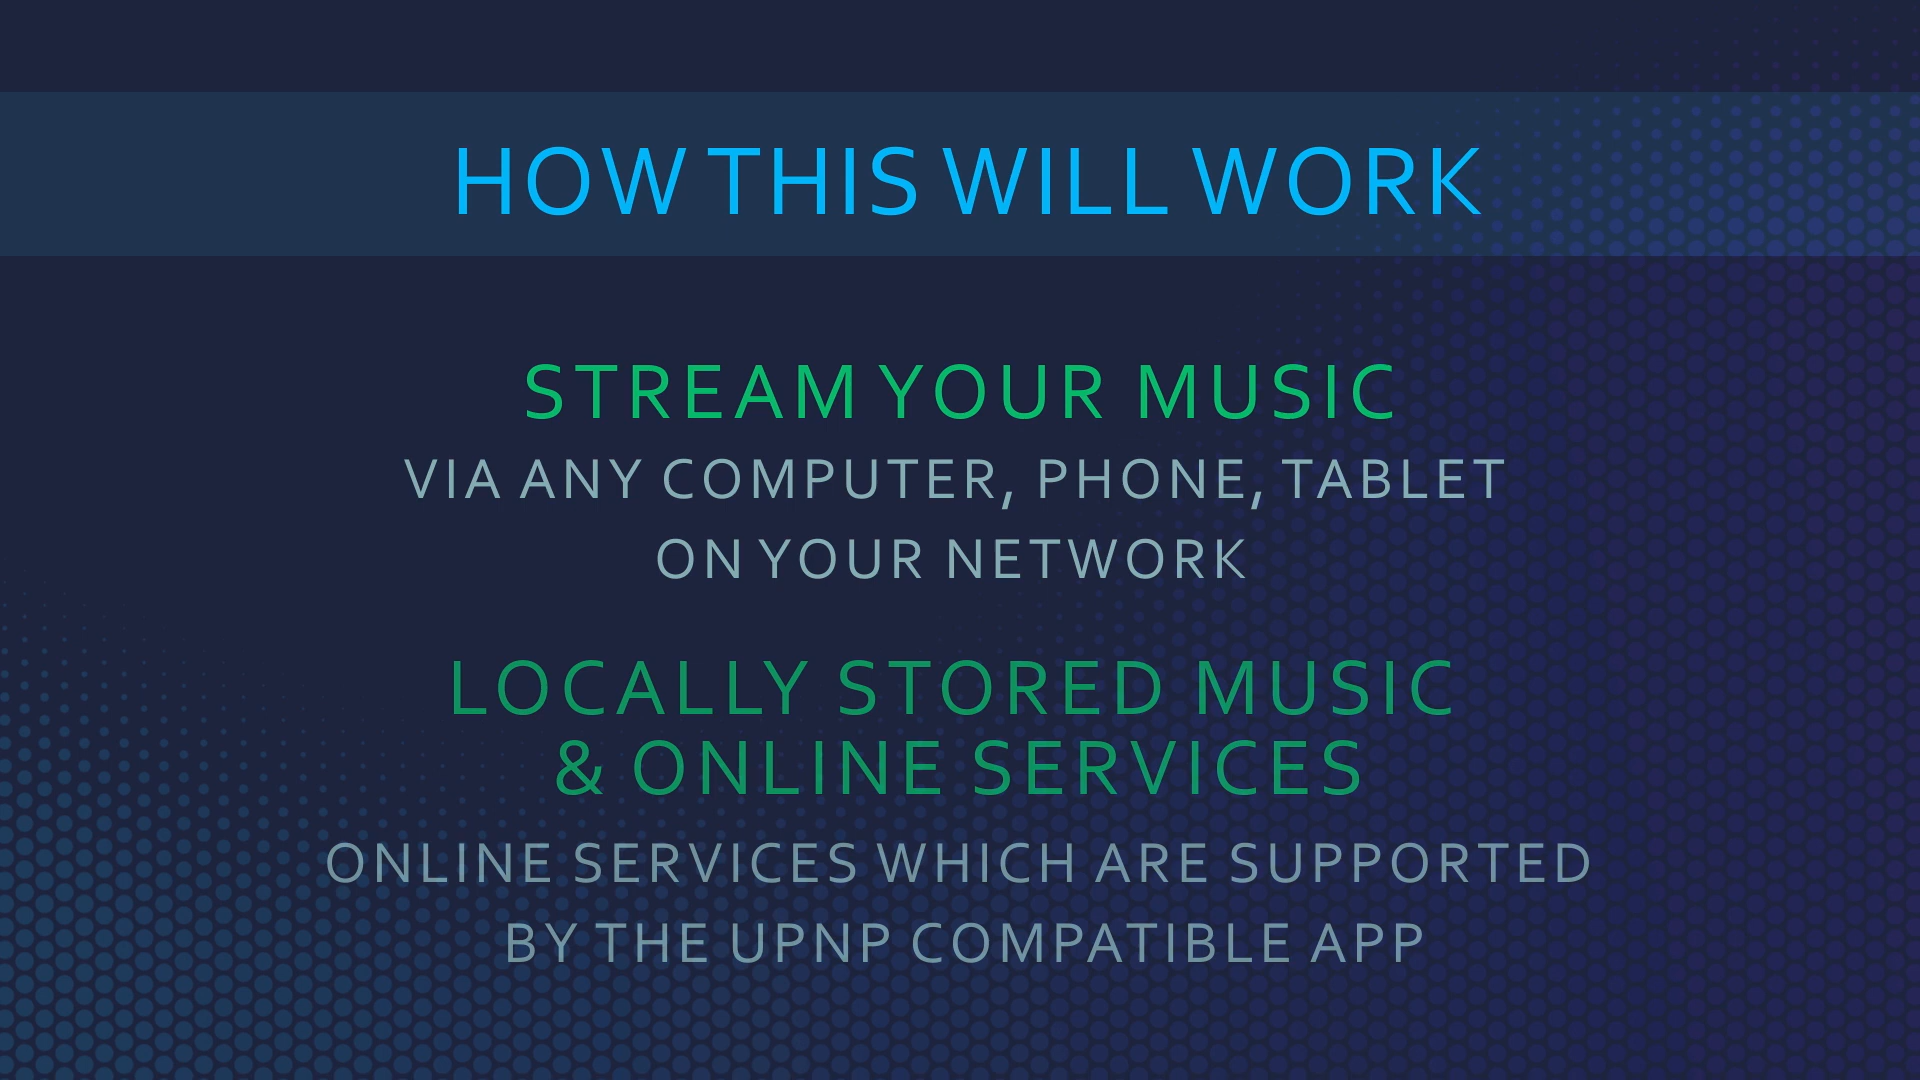 HOW THIS WILL WORK
STREAM YOUR MUSIC
VIA ANY COMPUTER, PHONE, TABLET
ON YOUR NETWORK
LOCALLY STORED MUSIC
& ONLINE SERVICES
ONLINE SERVICES WHICH ARE SUPPORTED
BY THE UPNP COMPATIBLE APP